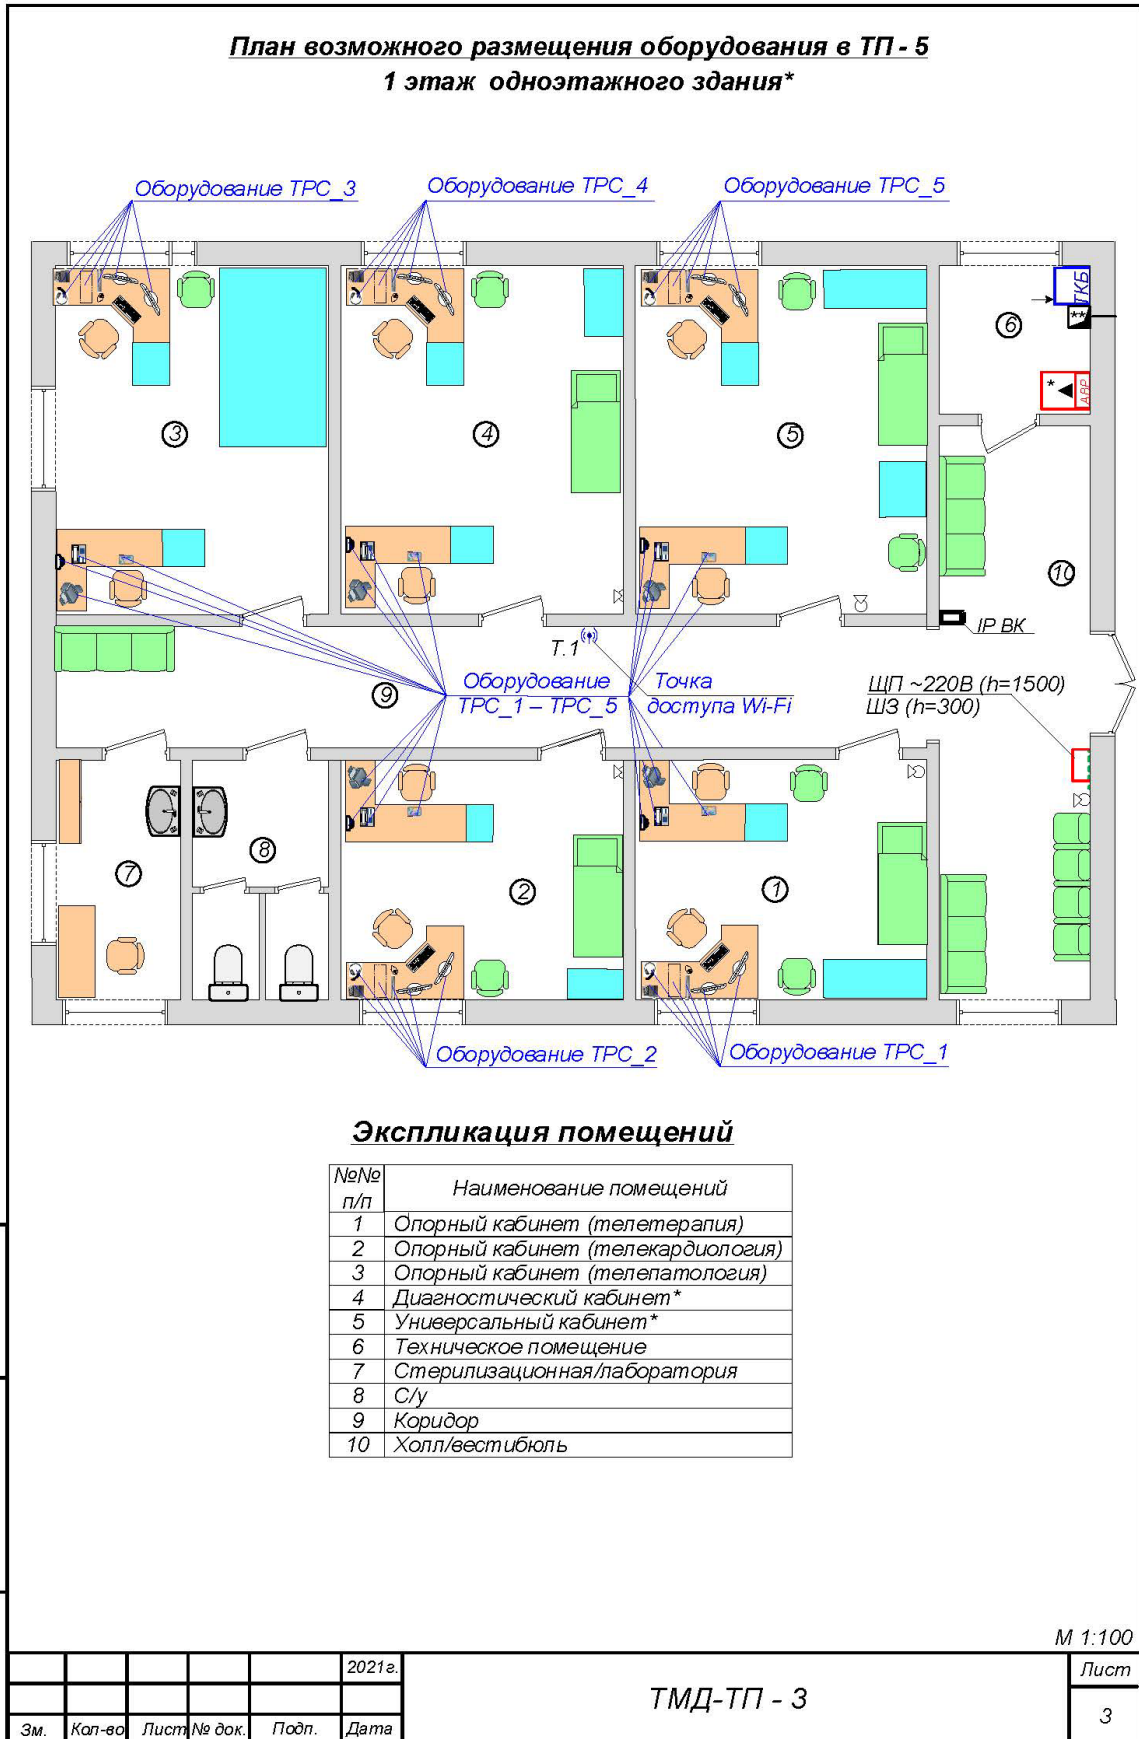 План возможного размещения оборудования в ТП - 5
1 этаж одноэтажного здания*
Оборудование ТРС_3
Оборудование ТРС_4
Оборудование ТРС_5
ТКБ
**
6
*
АВР
3
4
5
10
IP ВК
Т.1
9
Оборудование
ТРС_1 – ТРС_5
Точка
доступа Wi-Fi
ЩП ~220В (h=1500)
ШЗ (h=300)
7
8
2
1
Оборудование ТРС_2
Оборудование ТРС_1
Экспликация помещений
№№ п/п
Наименование помещений
1 Опорный кабинет (телетерапия)
2 Опорный кабинет (телекардиология)
3 Опорный кабинет (телепатология)
4 Диагностический кабинет*
5 Универсальный кабинет*
6 Техническое помещение
7 Стерилизационная/лаборатория
8 С/у
9 Коридор
10 Холл/вестибюль
М 1:100
2021г.
ТМД-ТП - 3
Лист
3
Зм. Кол-во Лист № док. Подп. Дата